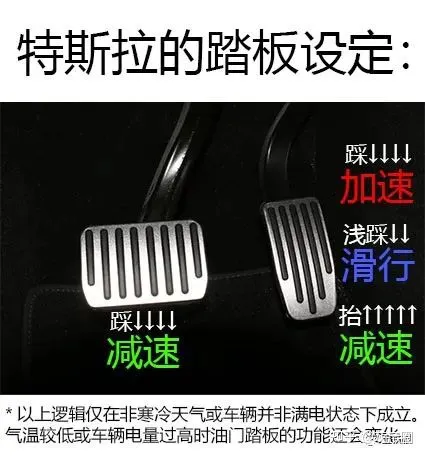 特斯拉的踏板设定：
踩↓↓↓↓
加速
浅踩↓↓
滑行
抬↑↑↑↑↑
减速
踩↓↓↓↓
减速
* 以上逻辑仅在非寒冷天气或车辆并非满电状态下成立。
气温较低或车辆电量过高时油门踏板的功能